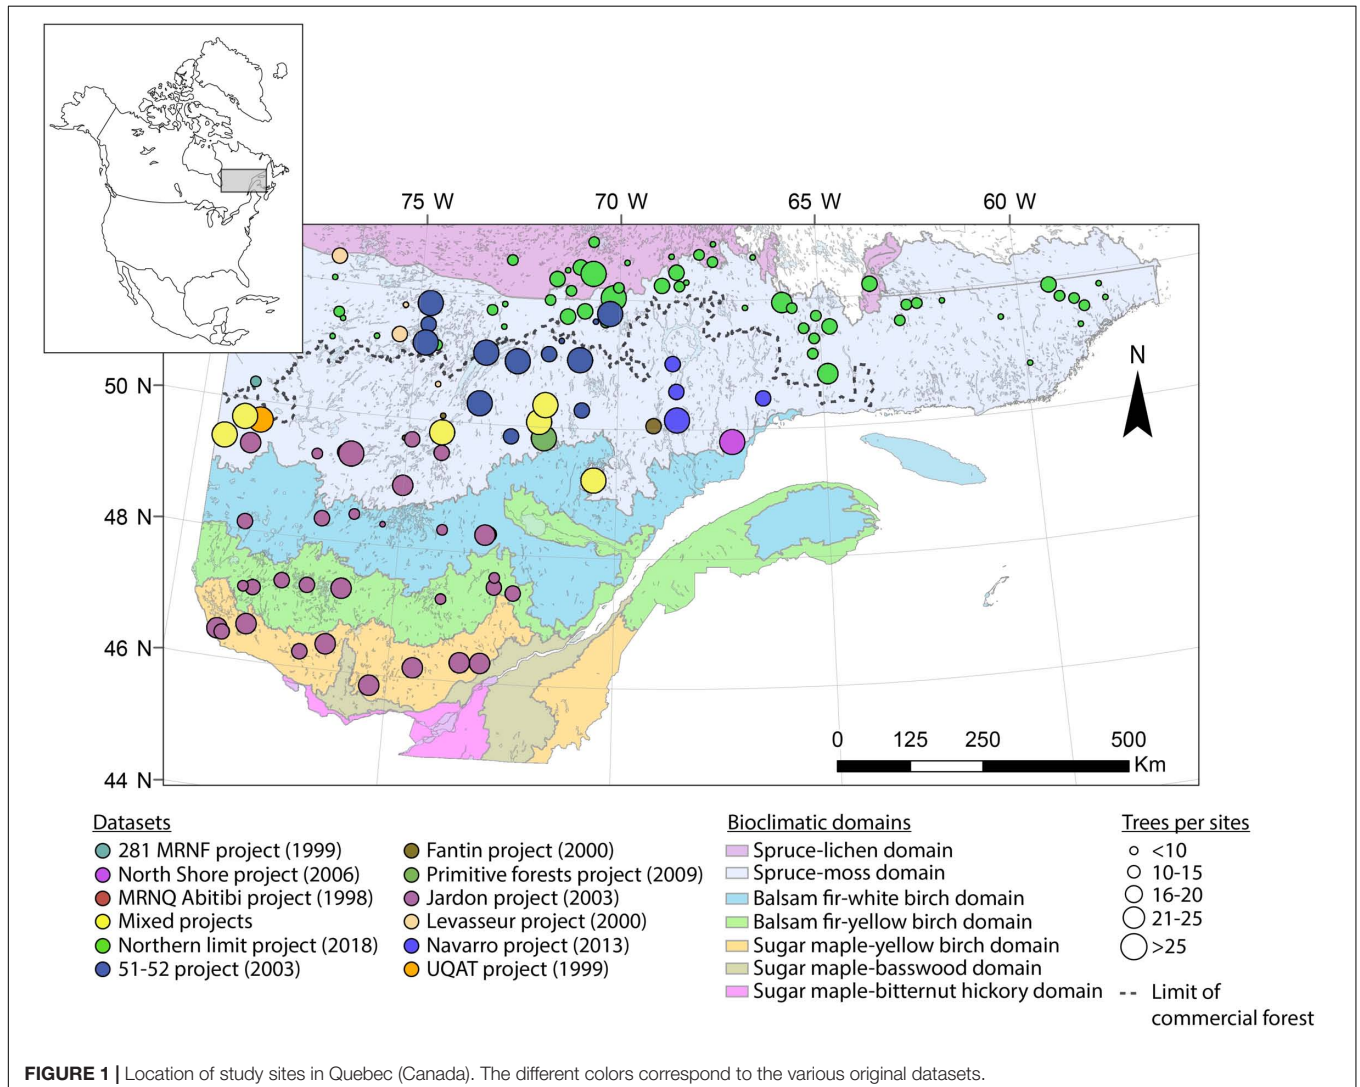 75 W 70 W 65 W 60 W
50 N
48 N
46 N
44 N
N
0 125 250 500
Km
Datasets
281 MRNF project (1999)
North Shore project (2006)
MRNQ Abitibi project (1998)
Mixed projects
Northern limit project (2018)
51-52 project (2003)
Fantin project (2000)
Primitive forests project (2009)
Jardon project (2003)
Levasseur project (2000)
Navarro project (2013)
UQAT project (1999)
Bioclimatic domains
Spruce-lichen domain
Spruce-moss domain
Balsam fir-white birch domain
Balsam fir-yellow birch domain
Sugar maple-yellow birch domain
Sugar maple-basswood domain
Sugar maple-bitternut hickory domain
Trees per sites
<10
10-15
16-20
21-25
>25
Limit of
commercial forest
FIGURE 1 | Location of study sites in Quebec (Canada). The different colors correspond to the various original datasets.